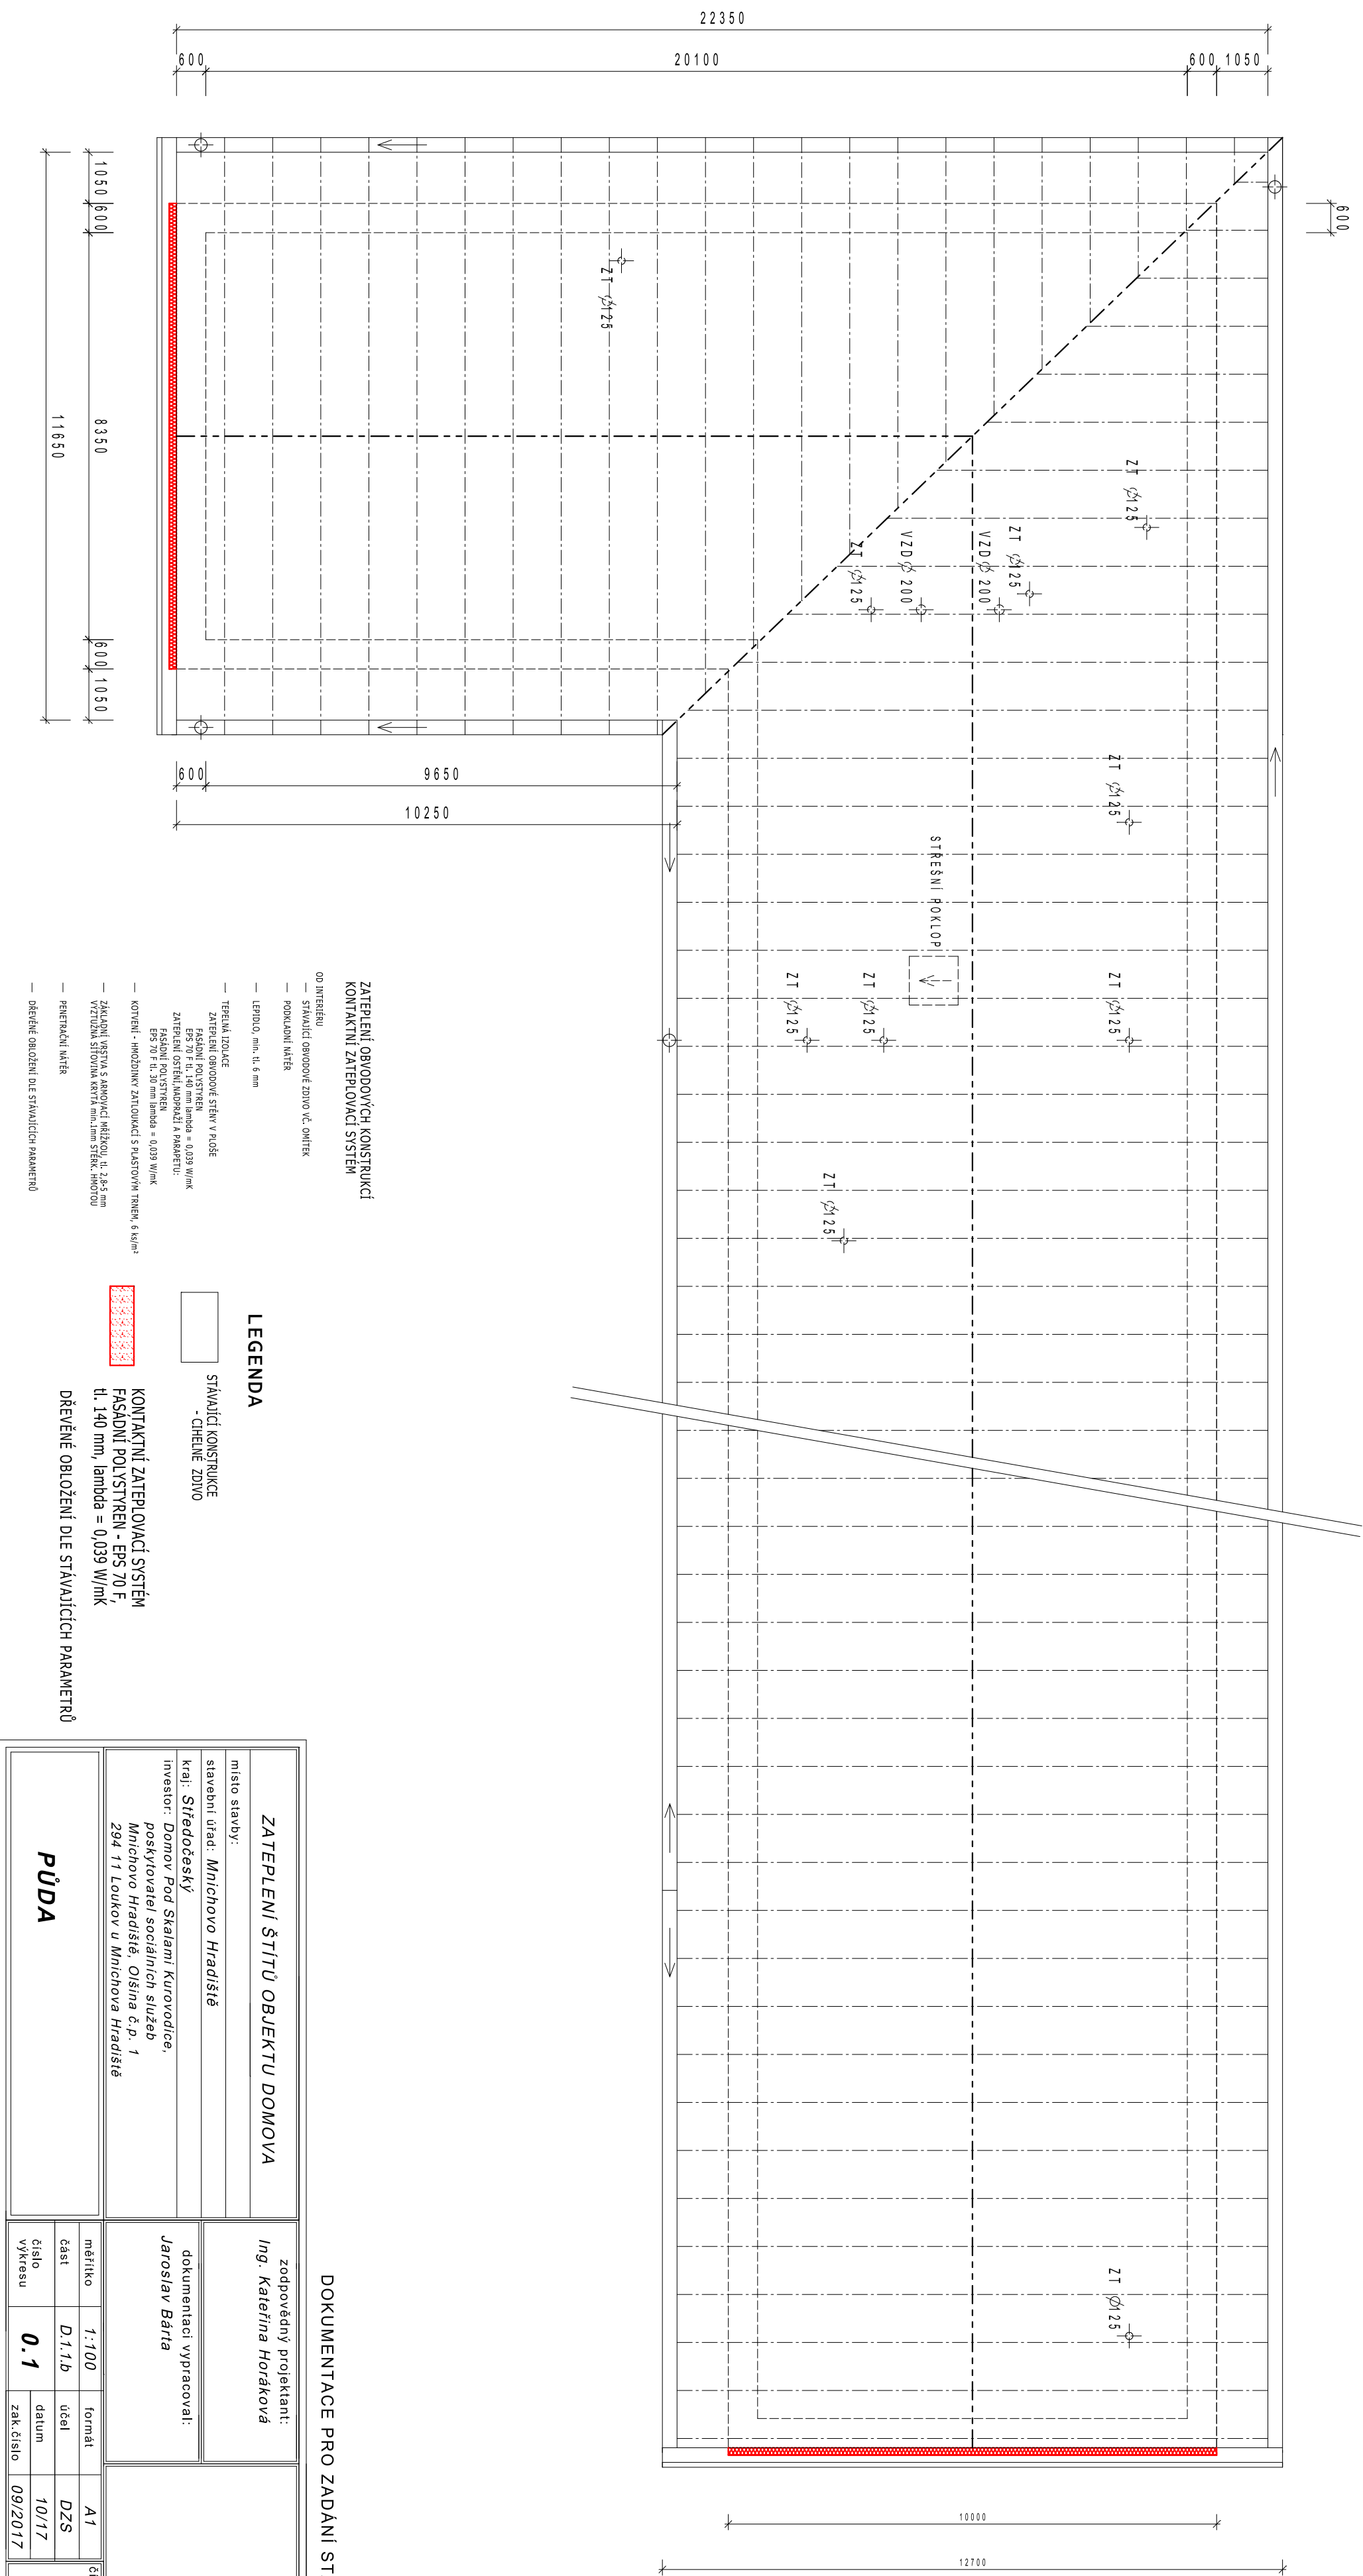 22350
600
20100
600
1050
600
1050
600
8350
600
1050
11650
600
9650
10250
ZT Ø125
ZT Ø125
ZT Ø125
VZD Ø 200
VZD Ø 200
ZT Ø125
ZT Ø125
STŘEŠNÍ POKLOP
ZT Ø125
ZT Ø125
ZT Ø125
ZT Ø125
ZT Ø125
10000
12700
ZATEPLENÍ OBVODOVÝCH KONSTRUKCÍ
KONTAKTNÍ ZATEPLOVACÍ SYSTÉM
OD INTERIÉRU
— STÁVAJÍCÍ OBVODOVÉ ZDIVO VČ. OMÍTEK
— PODKLADNÍ NÁTĚR
— LEPIDLO, min. tl. 6 mm
— TEPELNÁ IZOLACE
ZATEPLENÍ OBVODOVÉ STĚNY V PLOŠE
FASÁDNÍ POLYSTYREN
EPS 70 F tl. 140 mm lambda = 0,039 W/mK
ZATEPLENÍ OSTĚNÍ,NADPRAŽÍ A PARAPETU:
FASÁDNÍ POLYSTYREN
EPS 70 F tl. 30 mm lambda = 0,039 W/mK
— KOTVENÍ - HMOŽDINKY ZATLOUKACÍ S PLASTOVÝM TRNEM, 6 ks/m²
— ZÁKLADNÍ VRSTVA S ARMOVACÍ MŘÍŽKOU, tl. 2,8-5 mm
VÝZTUŽNÁ SÍŤOVINA KRYTÁ min.1mm STĚRK. HMOTOU
— PENETRAČNÍ NÁTĚR
— DŘEVĚNÉ OBLOŽENÍ DLE STÁVAJÍCÍCH PARAMETRŮ
LEGENDA
STÁVAJÍCÍ KONSTRUKCE
- CIHELNÉ ZDIVO
KONTAKTNÍ ZATEPLOVACÍ SYSTÉM
FASÁDNÍ POLYSTYREN - EPS 70 F,
tl. 140 mm, lambda = 0,039 W/mK
DŘEVĚNÉ OBLOŽENÍ DLE STÁVAJÍCÍCH PARAMETRŮ
DOKUMENTACE PRO ZADÁNÍ ST
ZATEPLENÍ ŠTÍTŮ OBJEKTU DOMOVA
místo stavby:
stavební úřad: Mnichovo Hradiště
kraj: Středočeský
investor: Domov Pod Skalami Kurovodice,
poskytovatel sociálních služeb
Mnichovo Hradiště, Olšina č.p. 1
294 11 Loukov u Mnichova Hradiště
zodpovědný projektant:
Ing. Kateřina Horáková
dokumentaci vypracoval:
Jaroslav Bárta
PŮDA
měřítko 1:100 formát A1
část D.1.1.b účel DZS
číslo
výkresu 0.1 datum 10/17
zak.číslo 09/2017